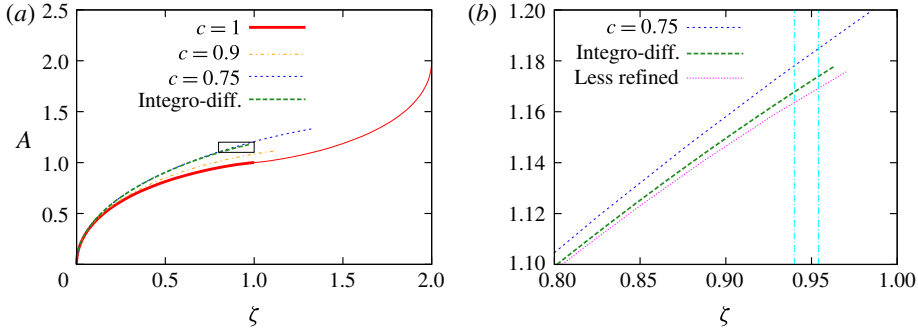 (a)
2.5
2.0
1.5
1.0
0.5
A
c = 1
c = 0.9
c = 0.75
Integro-diff.
0
0.5
1.0
1.5
2.0
ζ
(b)
1.20
1.18
1.16
1.14
1.12
1.10
c = 0.75
Integro-diff.
Less refined
0.80
0.85
0.90
0.95
1.00
ζ